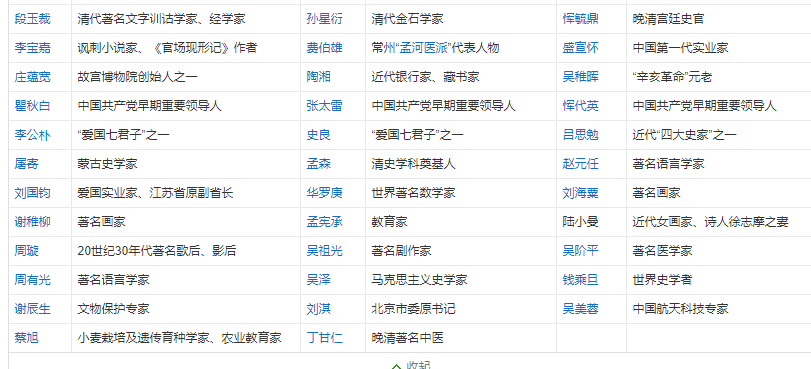 段玉裁 清代著名文字训诂学家、经学家 孙星衍 清代金石学家 恽毓鼎 晚清宫廷史官
李宝嘉 讽刺小说家、《官场现形记》作者 费伯雄 常州“孟河医派”代表人物 盛宣怀 中国第一代实业家
庄蕴宽 故宫博物院创始人之一 陶湘 近代银行家、藏书家 吴稚晖 “辛亥革命”元老
瞿秋白 中国共产党早期重要领导人 张太雷 中国共产党早期重要领导人 恽代英 中国共产党早期重要领导人
李公朴 “爱国七君子”之一 史良 “爱国七君子”之一 吕思勉 近代“四大史家”之一
屠寄 蒙古史学家 孟森 清史学科奠基人 赵元任 著名语言学家
刘国钧 爱国实业家、江苏省原副省长 华罗庚 世界著名数学家 刘海粟 著名画家
谢稚柳 著名画家 孟宪承 教育家 陆小曼 近代女画家、诗人徐志摩之妻
周璇 20世纪30年代著名歌后、影后 吴祖光 著名剧作家 吴阶平 著名医学家
周有光 著名语言学家 吴泽 马克思主义史学家 钱乘旦 世界史学者
谢辰生 文物保护专家 刘淇 北京市委原书记 吴美蓉 中国航天科技专家
蔡旭 小麦栽培及遗传育种学家、农业教育家 丁甘仁 晚清著名中医
收起